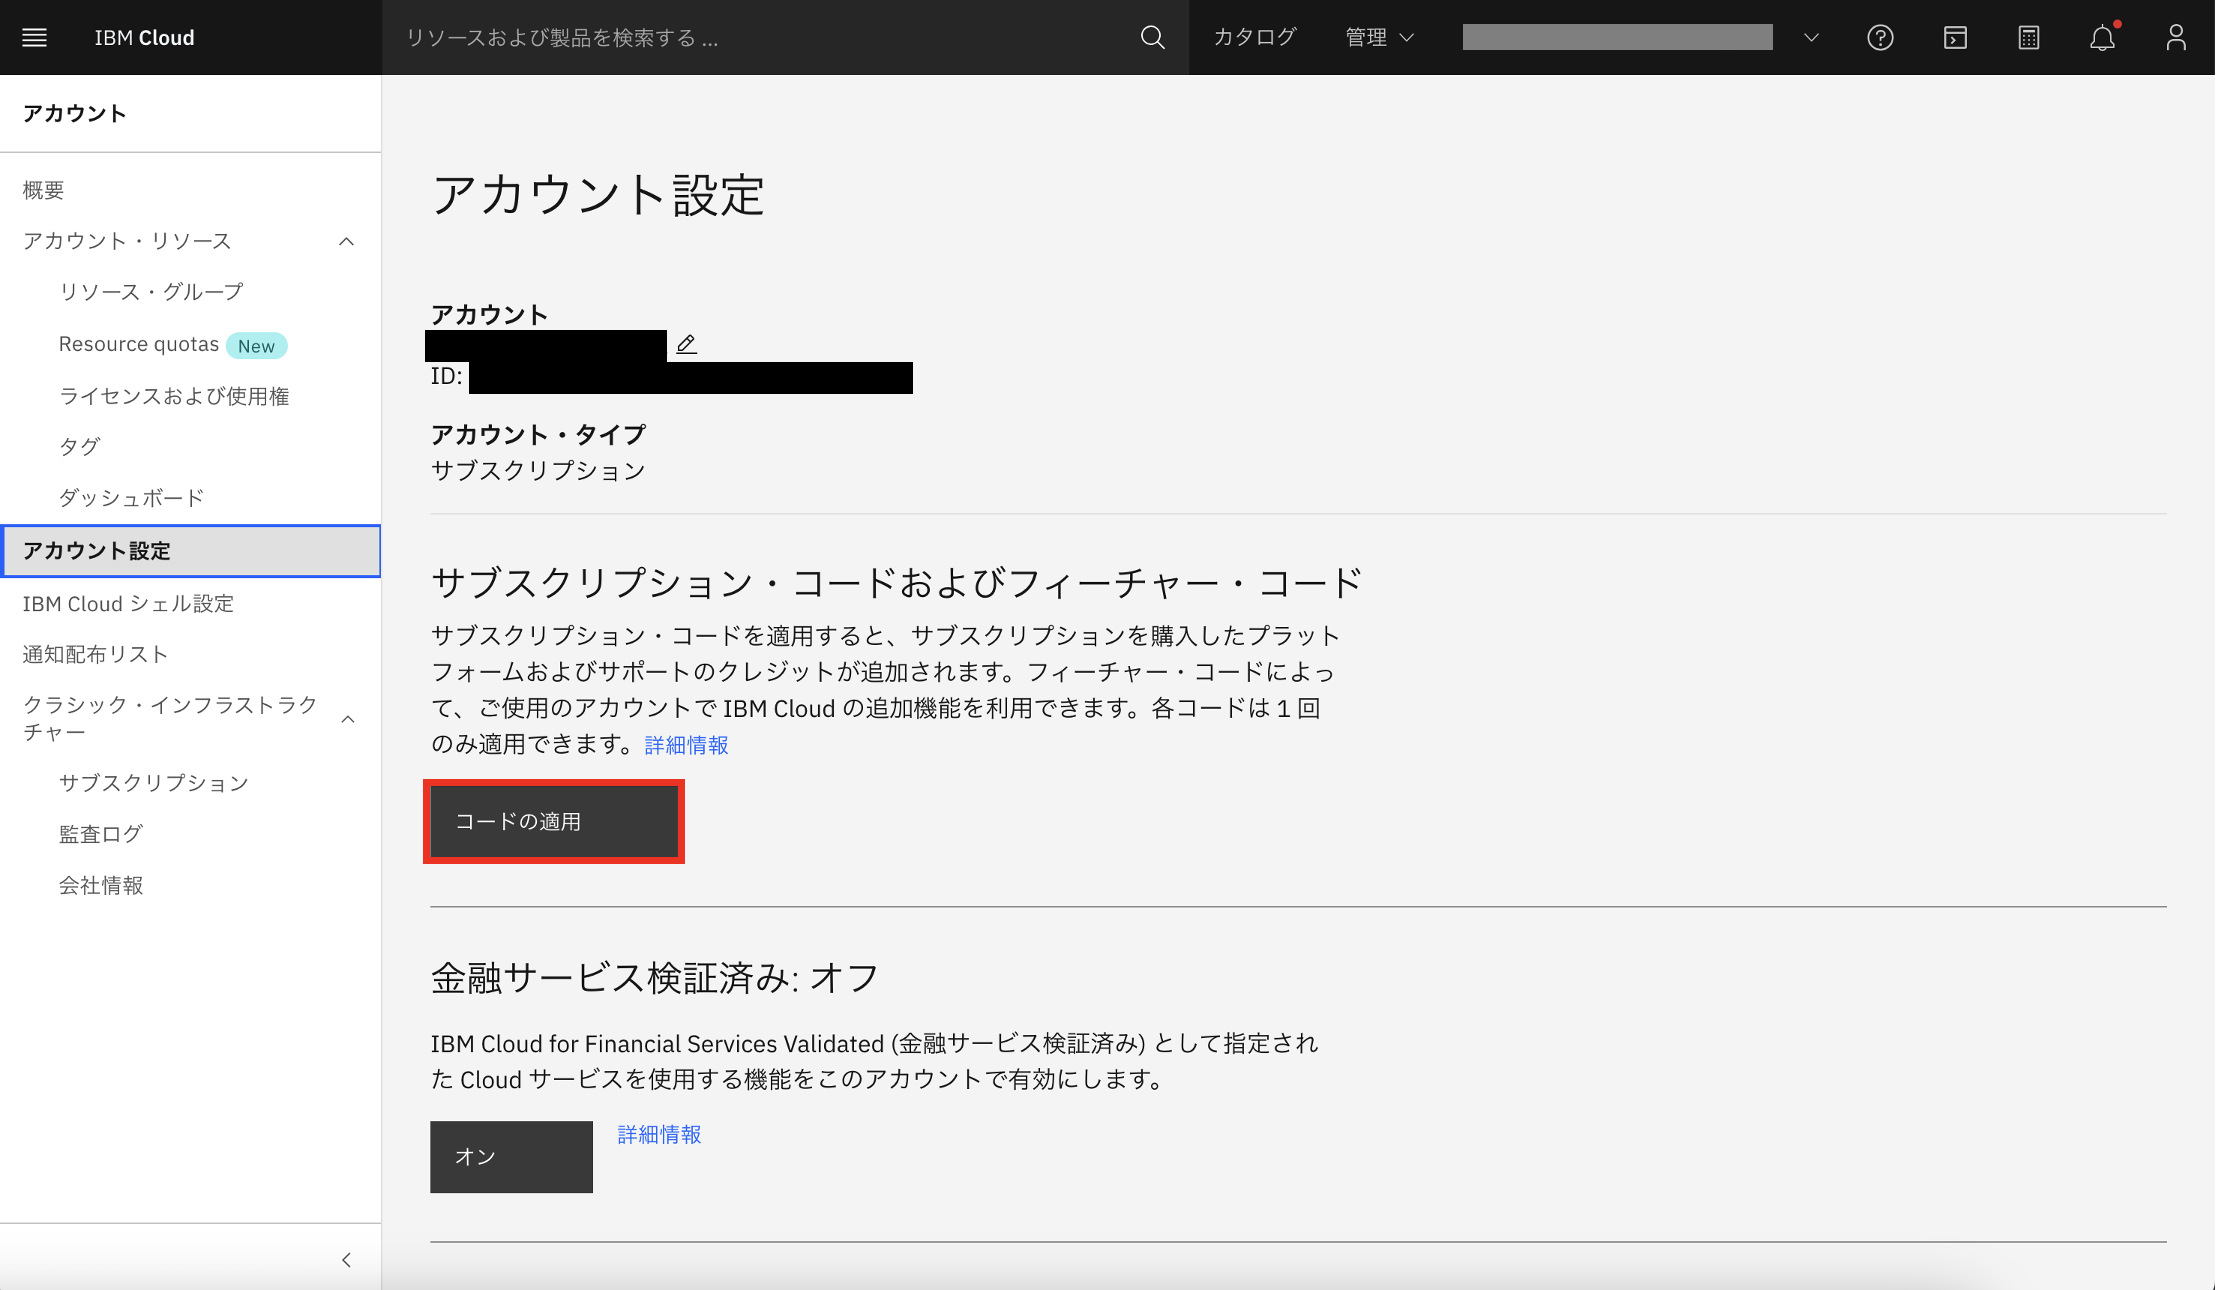 IBM Cloud
リソースおよび製品を検索する ...
カタログ
管理
アカウント
概要
アカウント・リソース
リソース・グループ
Resource quotas New
ライセンスおよび使用権
タグ
ダッシュボード
アカウント設定
IBM Cloud シェル設定
通知配布リスト
クラシック・インフラストラク
チャー
サブスクリプション
監査ログ
会社情報
アカウント設定
アカウント
ID:
アカウント・タイプ
サブスクリプション
サブスクリプション・コードおよびフィーチャー・コード
サブスクリプション・コードを適用すると、サブスクリプションを購入したプラット
フォームおよびサポートのクレジットが追加されます。フィーチャー・コードによっ
て、ご使用のアカウントで IBM Cloud の追加機能を利用できます。各コードは 1 回
のみ適用できます。詳細情報
コードの適用
金融サービス検証済み: オフ
IBM Cloud for Financial Services Validated (金融サービス検証済み) として指定され
た Cloud サービスを使用する機能をこのアカウントで有効にします。
オン
詳細情報